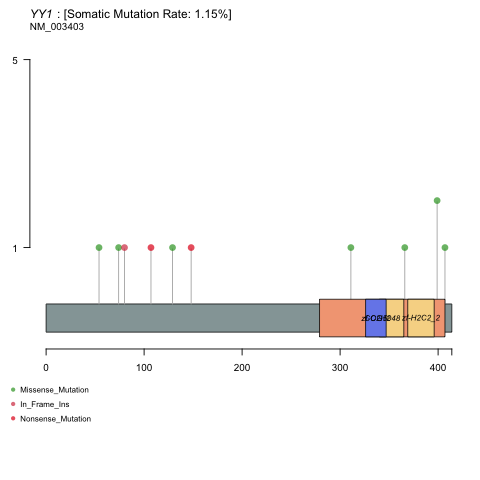 YY1 : [Somatic Mutation Rate: 1.15%]
NM_003403
5
1
zf-H2C2_2
0 100 200 300 400
Missense_Mutation
In_Frame_Ins
Nonsense_Mutation